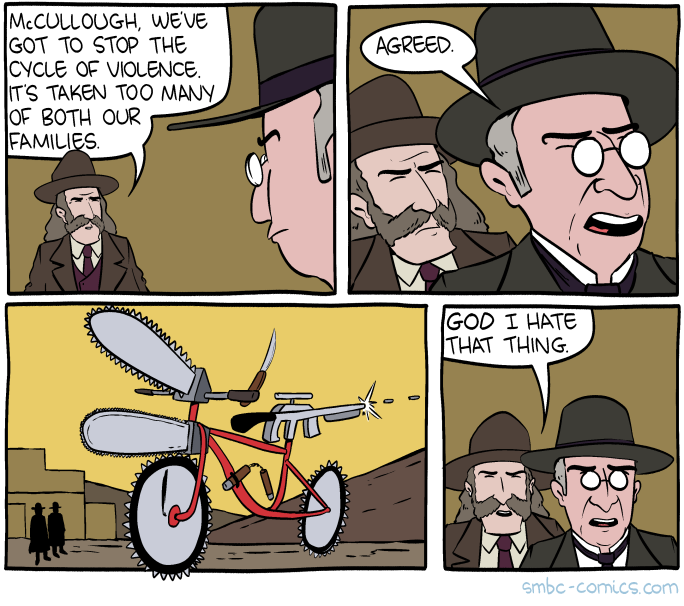 McCULLOUGH, WE'VE
GOT TO STOP THE
CYCLE OF VIOLENCE.
IT'S TAKEN TOO MANY
OF BOTH OUR
FAMILIES.
AGREED.
GOD I HATE
THAT THING.
smbc-comics.com